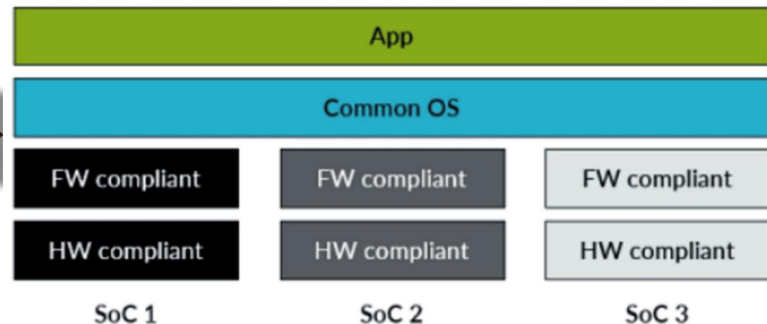 App
Common OS
FW compliant FW compliant FW compliant
HW compliant HW compliant HW compliant
SoC 1 SoC 2 SoC 3